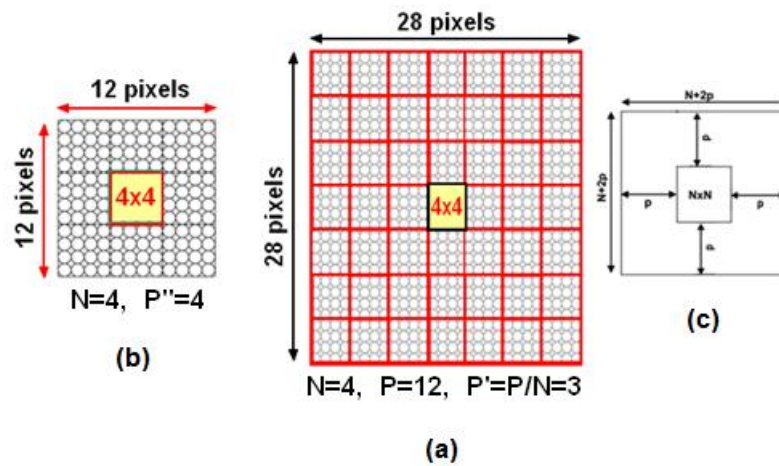 12 pixels
12 pixels
4x4
N=4, P"=4
(b)
28 pixels
28 pixels
4x4
N=4, P=12, P'=P/N=3
(a)
N+2p
N+2p
p
p
NxN
p
p
(c)